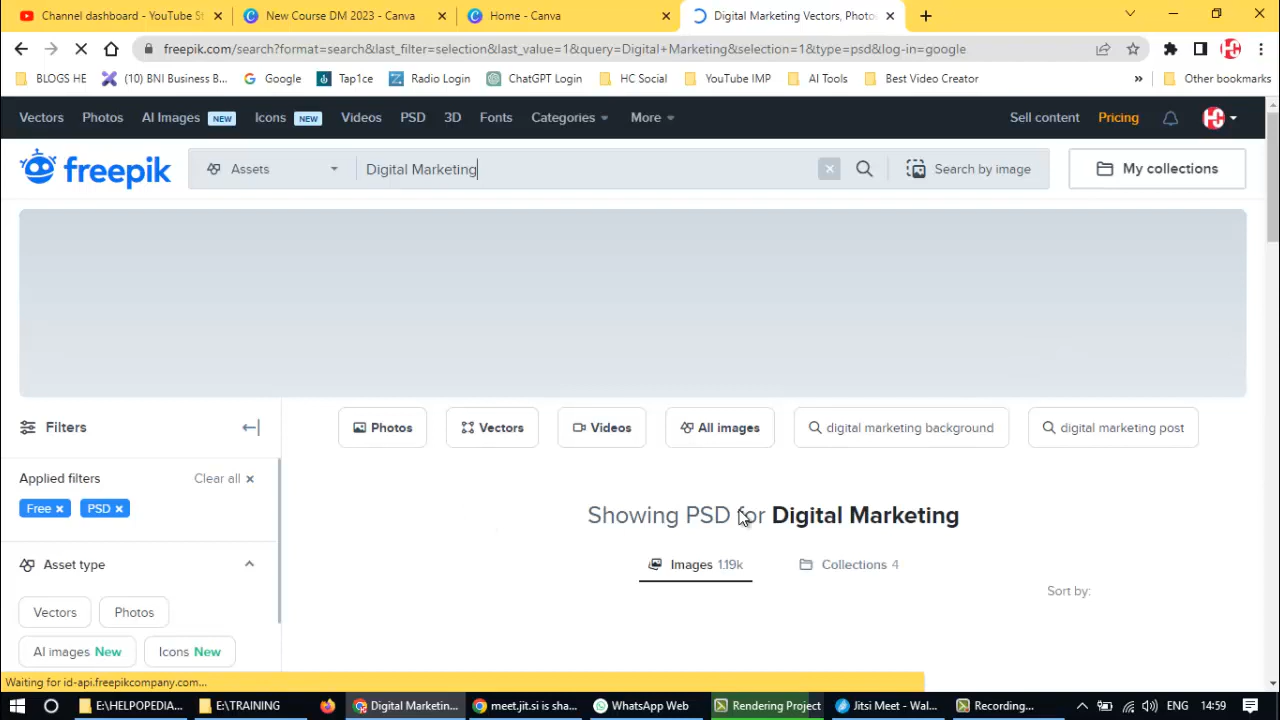 Channel dashboard - YouTube St
New Course DM 2023 - Canva
Home - Canva
Digital Marketing Vectors, Photo
freepik.com/search?format=search&last_filter=selection&last_value=1&query=Digital+Marketing&selection=1&type=psd&log-in=google
BLOGS HE
(10) BNI Business B...
Google
Tap1ce
Radio Login
ChatGPT Login
HC Social
YouTube IMP
AI Tools
Best Video Creator
»
Other bookmarks
Vectors
Photos
AI Images NEW
Icons NEW
Videos
PSD
3D
Fonts
Categories
More
Sell content
Pricing
freepik
Assets
Digital Marketing
Search by image
My collections
Filters
Photos
Vectors
Videos
All images
digital marketing background
digital marketing post
Applied filters
Clear all ×
Free ×
PSD ×
Showing PSD for Digital Marketing
Asset type
Images 1.19k
Collections 4
Sort by:
Vectors
Photos
AI images New
Icons New
Waiting for id-api.freepikcompany.com...
E:\HELPOPEDIA...
E:\TRAINING
Digital Marketin...
meet.jit.si is sha...
WhatsApp Web
Rendering Project
Jitsi Meet - Wal...
Recording...
ENG
14:59